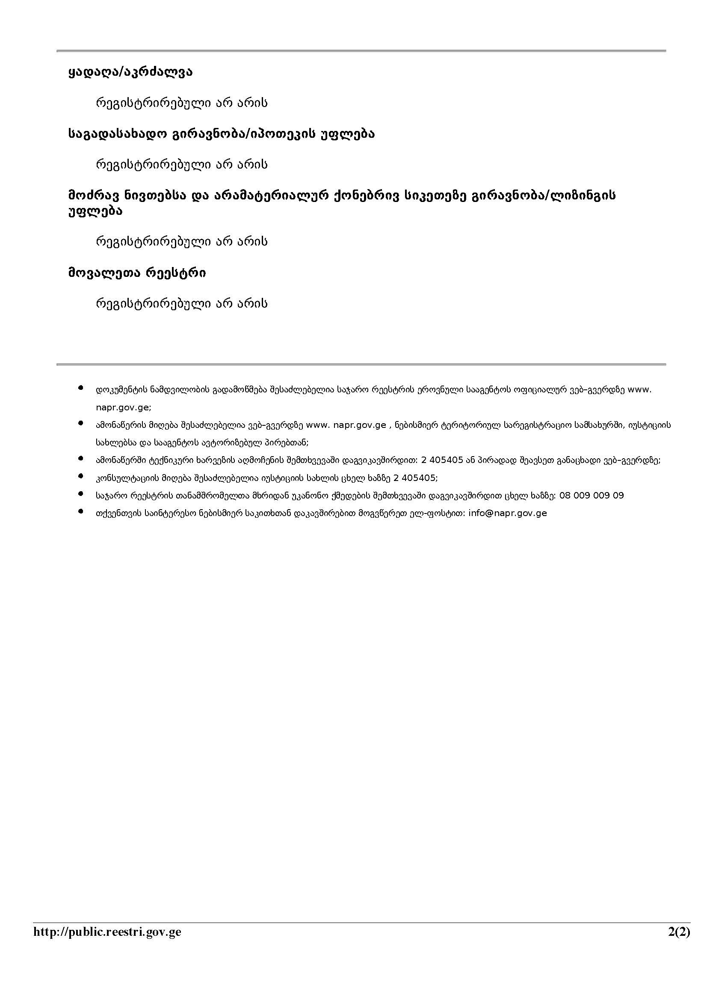 ყადაღა/აკრძალვა
რეგისტრირებული არ არის
საგადასახადო გირავნობა/იპოთეკის უფლება
რეგისტრირებული არ არის
მოძრავ ნივთებსა და არამატერიალურ ქონებრივ სიკეთეზე გირავნობა/ლიზინგის
უფლება
რეგისტრირებული არ არის
მოვალეთა რეესტრი
რეგისტრირებული არ არის
• დოკუმენტის ნამდვილობის გადამოწმება შესაძლებელია საჯარო რეესტრის ეროვნული სააგენტოს ოფიციალურ ვებ–გვერდზე www.
napr.gov.ge;
• ამონაწერის მიღება შესაძლებელია ვებ–გვერდზე www. napr.gov.ge , ნებისმიერ ტერიტორიულ სარეგისტრაციო სამსახურში, იუსტიციის
სახლებსა და სააგენტოს ავტორიზებულ პირებთან;
• ამონაწერში ტექნიკური ხარვეზის აღმოჩენის შემთხვევაში დაგვიკავშირდით: 2 405405 ან პირადად შეავსეთ განაცხადი ვებ–გვერდზე;
• კონსულტაციის მიღება შესაძლებელია იუსტიციის სახლის ცხელ ხაზზე 2 405405;
• საჯარო რეესტრის თანამშრომელთა მხრიდან უკანონო ქმედების შემთხვევაში დაგვიკავშირდით ცხელ ხაზზე: 08 009 009 09
• თქვენთვის საინტერესო ნებისმიერ საკითხთან დაკავშირებით მოგვწერეთ ელ-ფოსტით: info@napr.gov.ge
http://public.reestri.gov.ge 2(2)